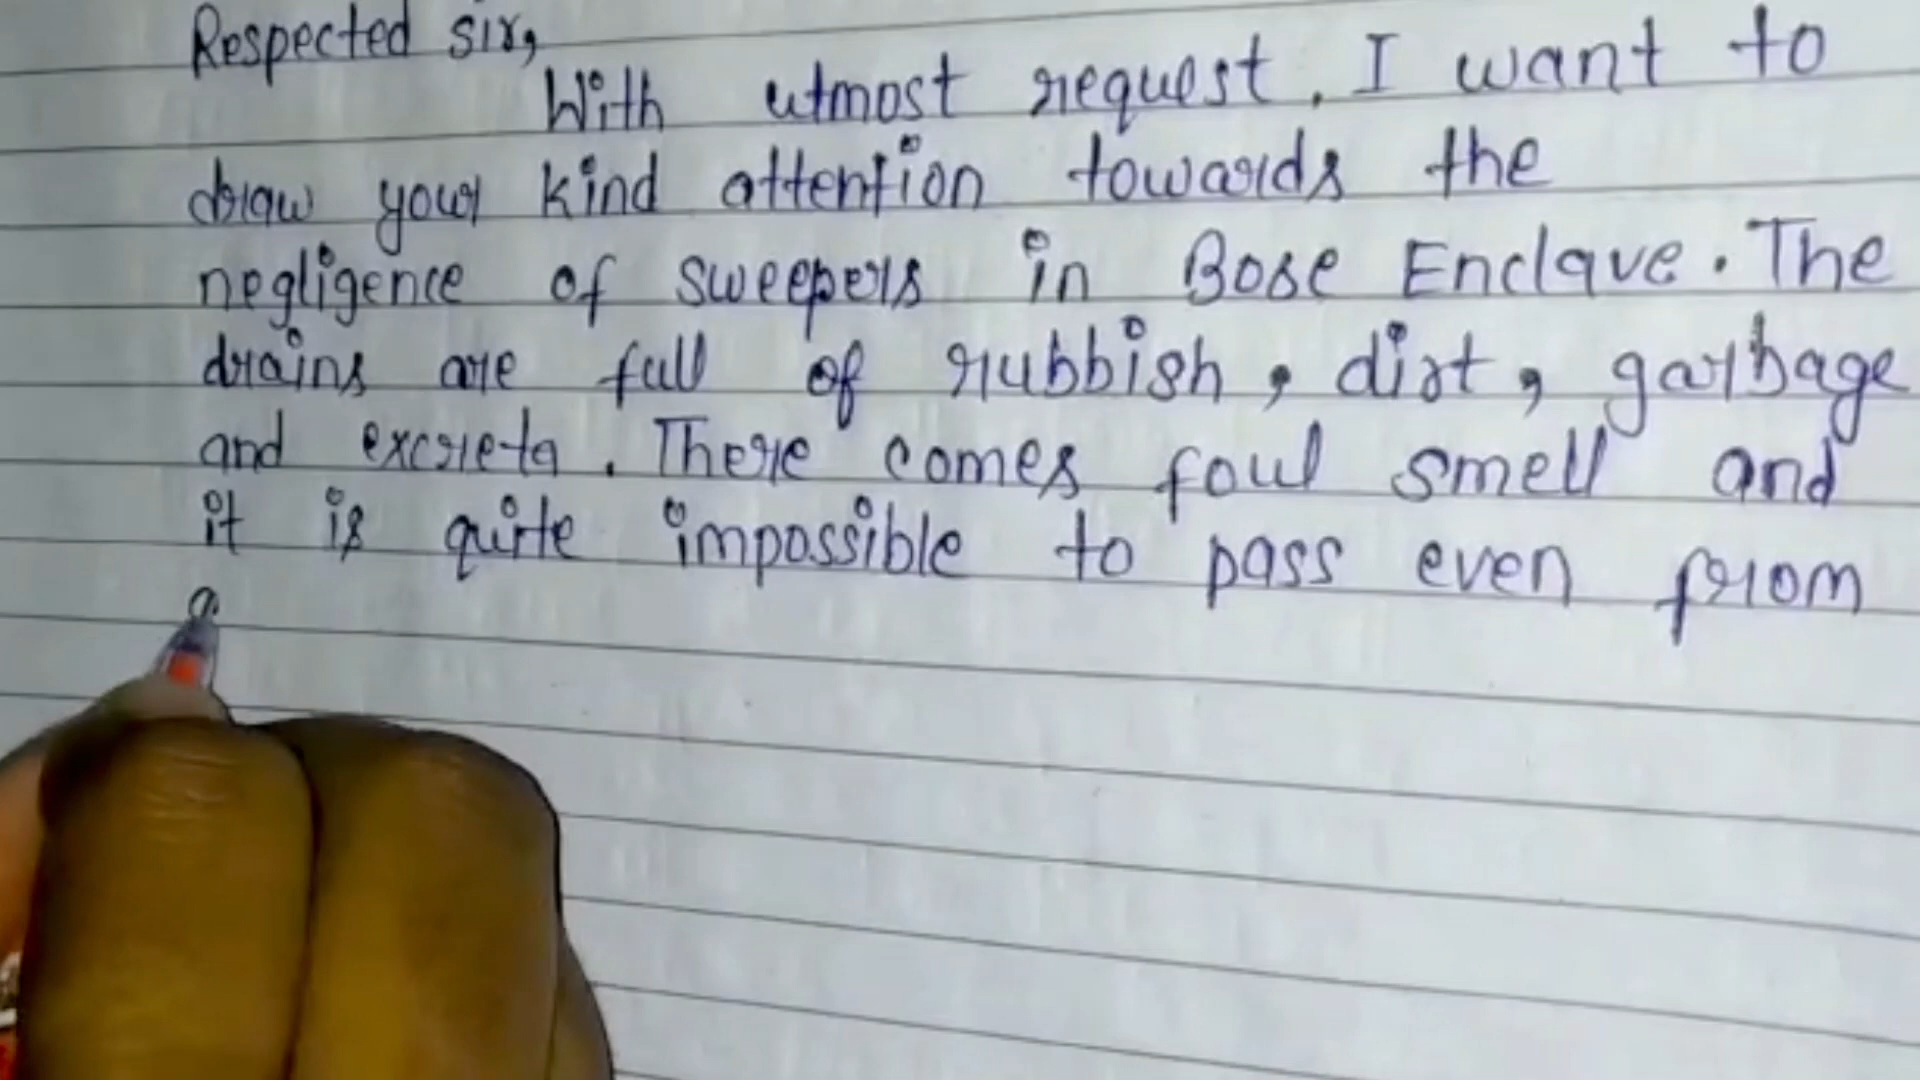 Respected sir,
With utmost request. I want to
draw your kind attention towards the
negligence of sweepers in Bose Enclave. The
drains are full of rubbish, dirt, garbage
and excreta. There comes foul smell and
it is quite impossible to pass even from
a